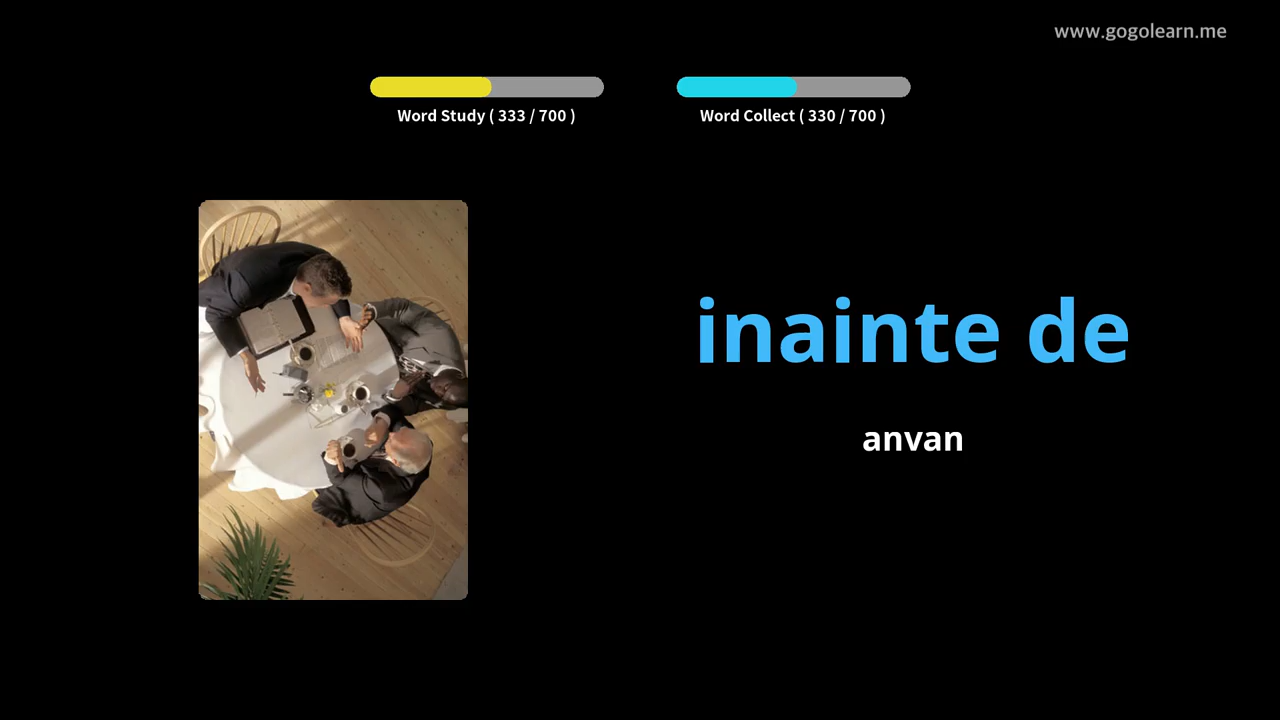 www.gogolearn.me
Word Study ( 333 / 700 )
Word Collect ( 330 / 700 )
inainte de
anvan